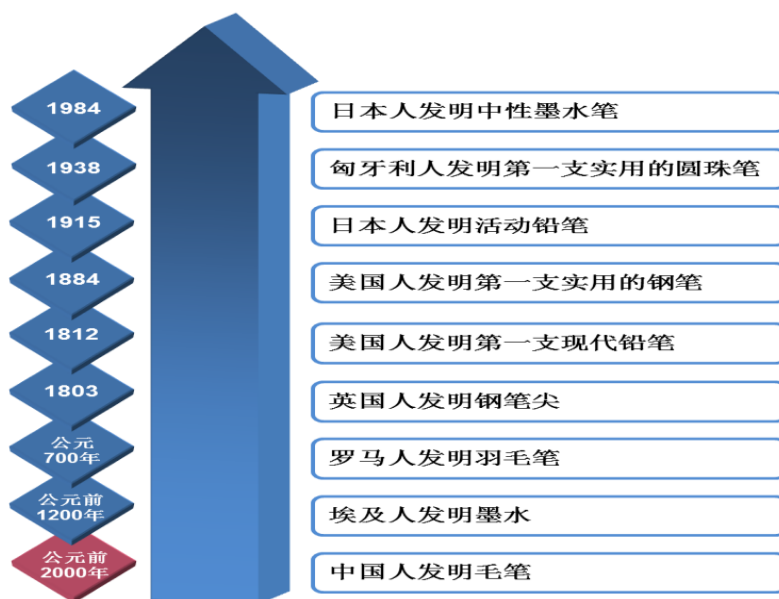 1984
日本人发明中性墨水笔
1938
匈牙利人发明第一支实用的圆珠笔
1915
日本人发明活动铅笔
1884
美国人发明第一支实用的钢笔
1812
美国人发明第一支现代铅笔
1803
英国人发明钢笔尖
公元
700年
罗马人发明羽毛笔
公元前
1200年
埃及人发明墨水
公元前
2000年
中国人发明毛笔